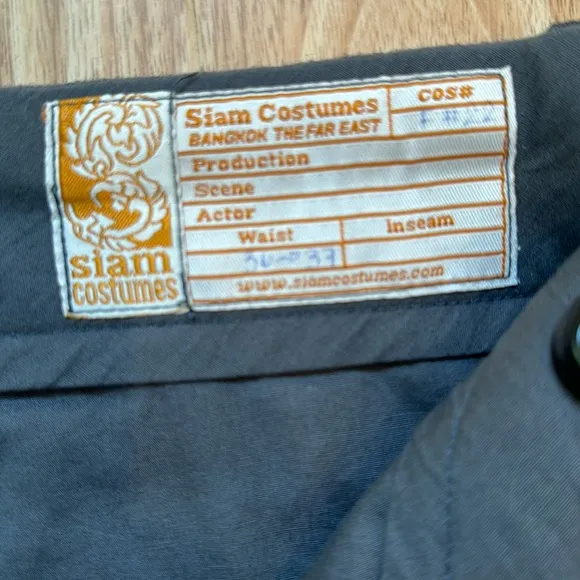 Siam Costumes
BANGKOK THE FAR EAST
COS#
Production
Scene
Actor
Waist
Inseam
siam
costumes
www.siamcostumes.com